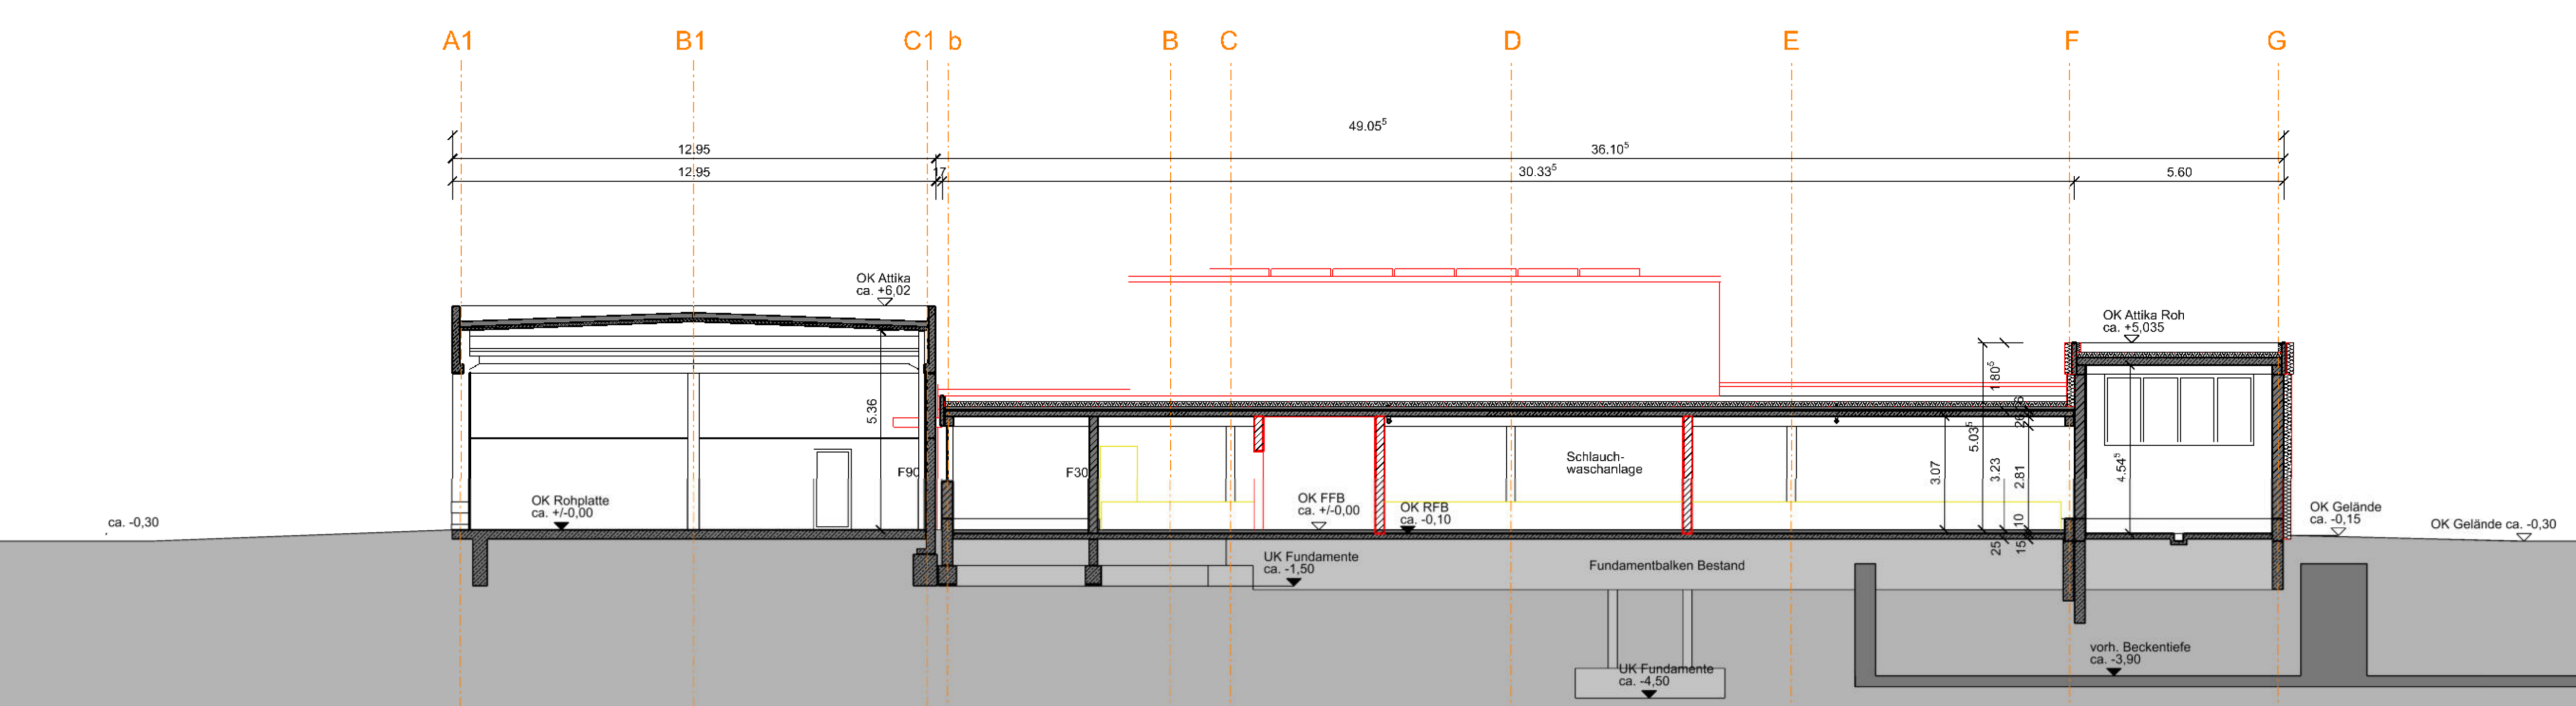 A1 B1 C1 b B C D E F G
49.05⁵
12.95 36.10⁵
12.95 17 30.33⁵ 5.60
OK Attika
ca. +6,02
OK Attika Roh
ca. +5,035
1.80⁵
5.36
5.03⁵
3.07
3.23
2.81
4.54⁵
F90
F30
Schlauch-
waschanlage
OK Rohplatte
ca. +/-0,00
OK FFB
ca. +/-0,00
OK RFB
ca. -0,10
10
25
15
ca. -0,30
OK Gelände
ca. -0,15
OK Gelände ca. -0,30
UK Fundamente
ca. -1,50
Fundamentbalken Bestand
vorh. Beckentiefe
ca. -3,90
UK Fundamente
ca. -4,50